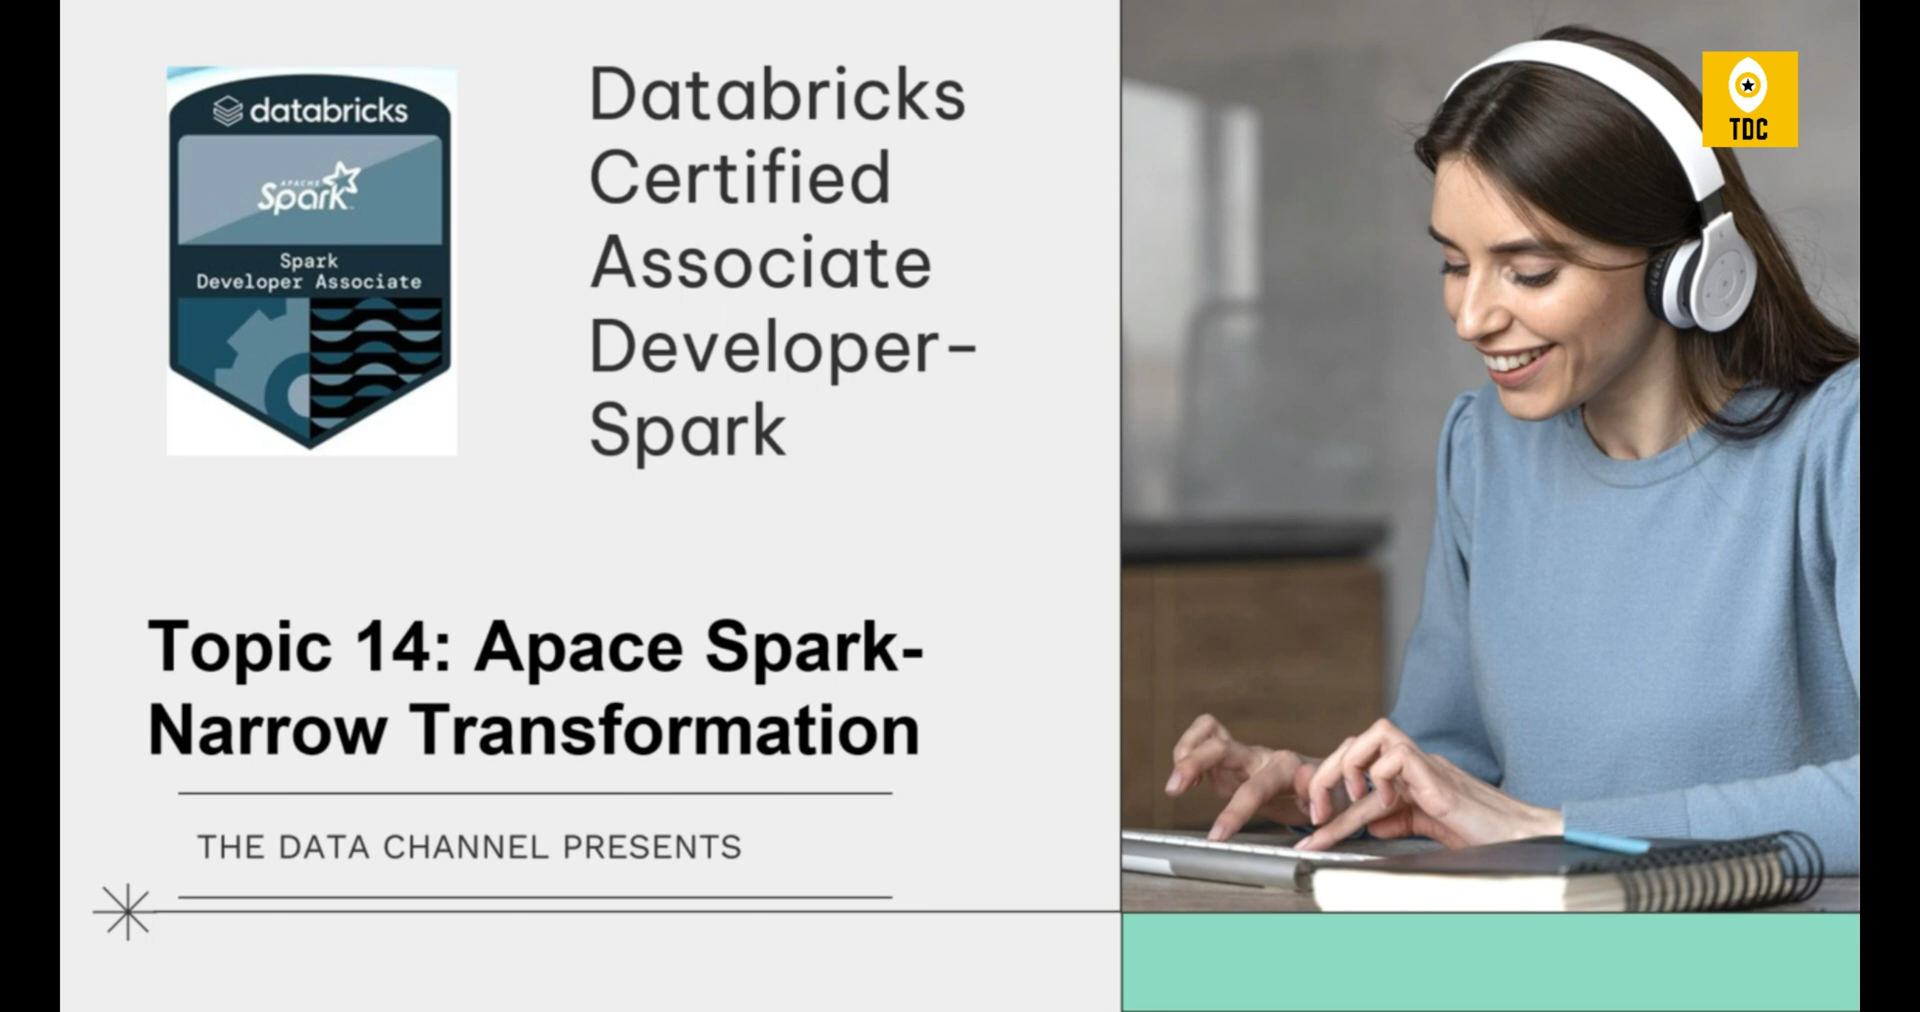 databricks
APACHE
Spark
Spark
Developer Associate
Databricks
Certified
Associate
Developer-
Spark
TDC
Topic 14: Apace Spark-
Narrow Transformation
THE DATA CHANNEL PRESENTS